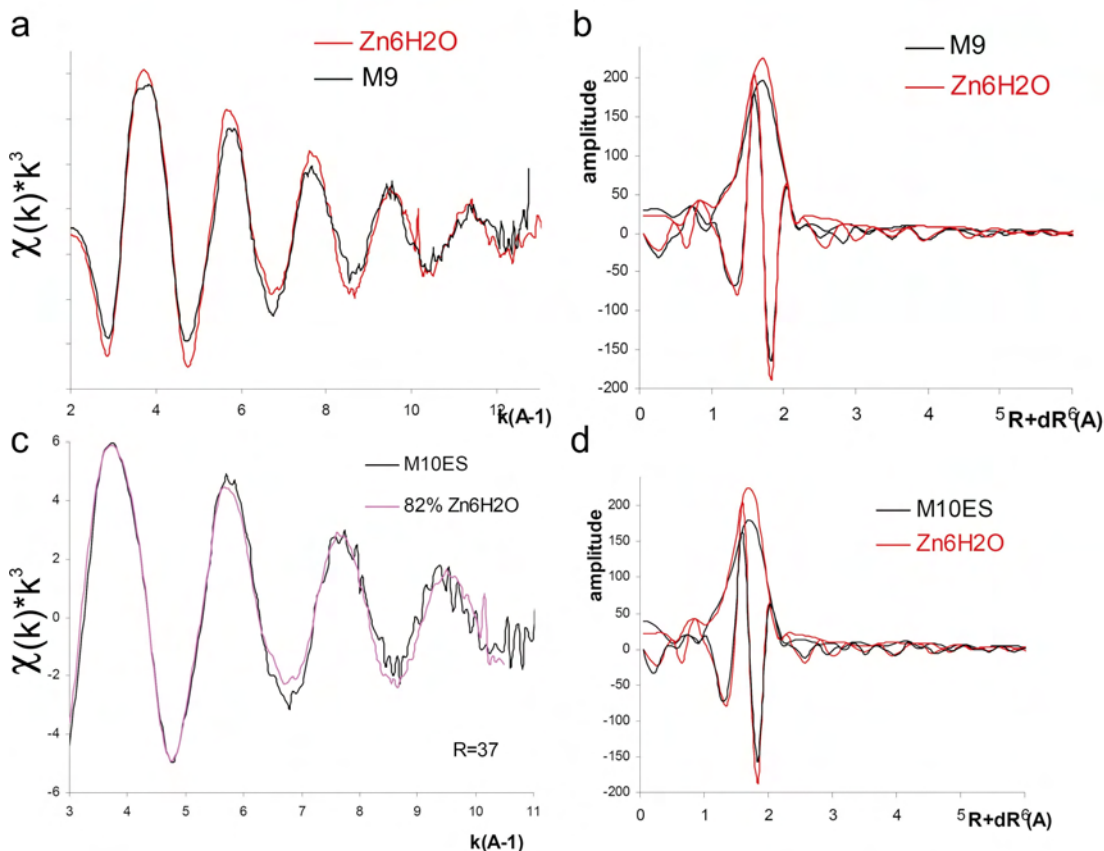 a
Zn6H2O
M9
χ(k)*k³
2 4 6 8 10 12
k(A-1)
b
M9
Zn6H2O
amplitude
200
150
100
50
0
-50
-100
-150
-200
0 1 2 3 4 5 6
R+dR (A)
c
M10ES
82% Zn6H2O
χ(k)*k³
6
4
2
0
-2
-4
-6
R=37
3 4 5 6 7 8 9 10 11
k(A-1)
d
M10ES
Zn6H2O
amplitude
200
150
100
50
0
-50
-100
-150
-200
0 1 2 3 4 5 6
R+dR (A)